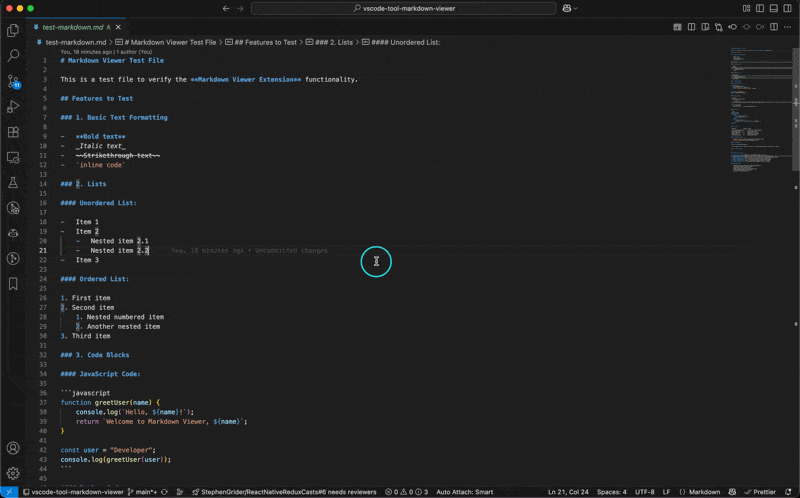 vscode-tool-markdown-viewer
test-markdown.md A
test-markdown.md > # Markdown Viewer Test File > ## Features to Test > ### 2. Lists > #### Unordered List:
You, 18 minutes ago | 1 author (You)
1 # Markdown Viewer Test File
2
3 This is a test file to verify the **Markdown Viewer Extension** functionality.
4
5 ## Features to Test
6
7 ### 1. Basic Text Formatting
8
9 - **Bold text**
10 - _Italic text_
11 - ~~Strikethrough text~~
12 - `inline code`
13
14 ### 2. Lists
15
16 #### Unordered List:
17
18 - Item 1
19 - Item 2
20 - Nested item 2.1
21 - Nested item 2.2 You, 18 minutes ago • Uncommitted changes
22 - Item 3
23
24 #### Ordered List:
25
26 1. First item
27 2. Second item
28 1. Nested numbered item
29 2. Another nested item
30 3. Third item
31
32 ### 3. Code Blocks
33
34 #### JavaScript Code:
35
36 ```javascript
37 function greetUser(name) {
38 console.log(`Hello, ${name}!`);
39 return `Welcome to Markdown Viewer, ${name}`;
40 }
41
42 const user = "Developer";
43 console.log(greetUser(user));
44 ```
45
11
vscode-tool-markdown-viewer main*+ StephenGrider/ReactNativeReduxCasts#6 needs reviewers 0 0 3 Auto Attach: Smart Ln 21, Col 24 Spaces: 4 UTF-8 LF {} Markdown Prettier